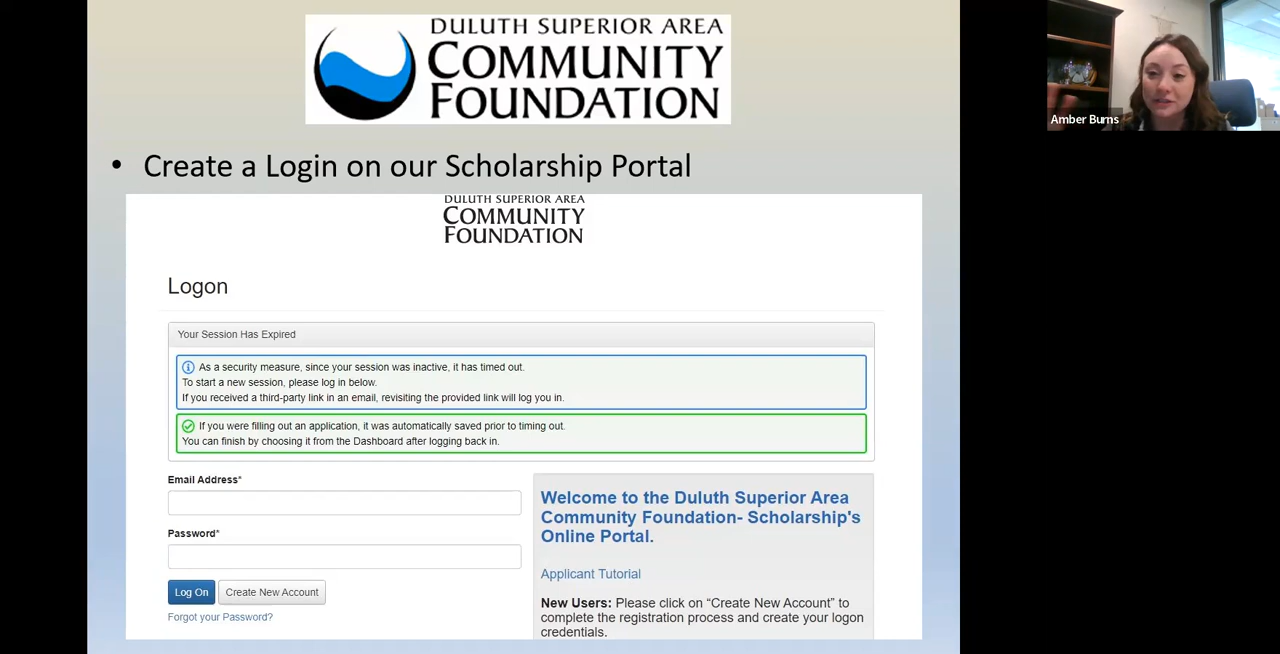 DULUTH SUPERIOR AREA
COMMUNITY
FOUNDATION
• Create a Login on our Scholarship Portal
DULUTH SUPERIOR AREA
COMMUNITY
FOUNDATION
Logon
Your Session Has Expired
As a security measure, since your session was inactive, it has timed out.
To start a new session, please log in below.
If you received a third-party link in an email, revisiting the provided link will log you in.
If you were filling out an application, it was automatically saved prior to timing out.
You can finish by choosing it from the Dashboard after logging back in.
Email Address*
Password*
Log On
Create New Account
Forgot your Password?
Welcome to the Duluth Superior Area
Community Foundation- Scholarship's
Online Portal.
Applicant Tutorial
New Users: Please click on “Create New Account” to
complete the registration process and create your logon
credentials.
Amber Burns